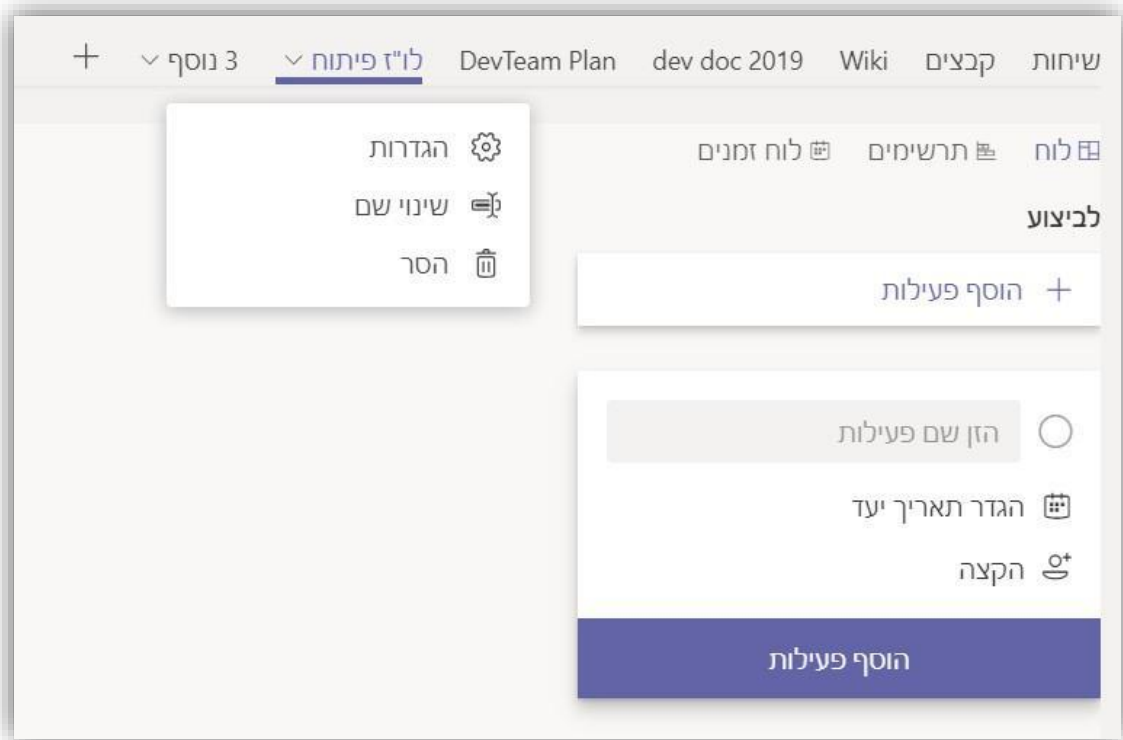 שיחות קבצים Wiki dev doc 2019 DevTeam Plan לו"ז פיתוח 3 נוסף +
לוח תרשימים לוח זמנים
לביצוע
+ הוסף פעילות
הזן שם פעילות
הגדר תאריך יעד
הקצה
הוסף פעילות
הגדרות
שינוי שם
הסר